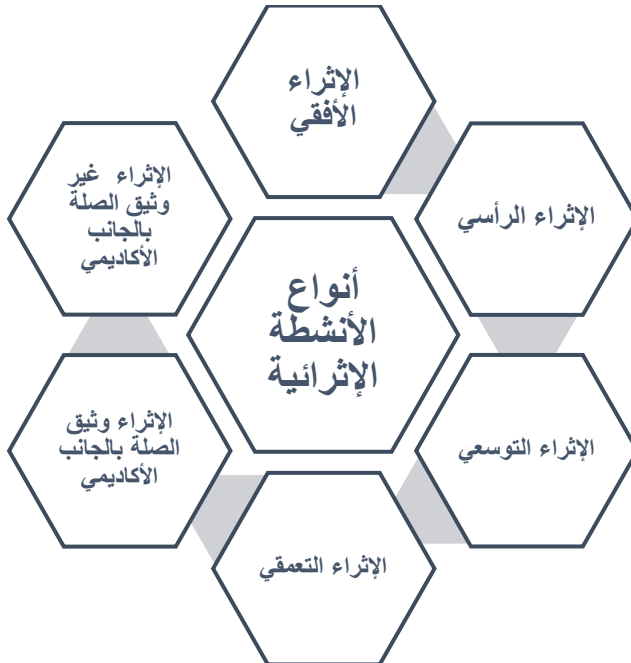 الإثراء
الأفقي
الإثراء الرأسي
الإثراء التوسعي
الإثراء التعمقي
الإثراء وثيق
الصلة بالجانب
الأكاديمي
الإثراء غير
وثيق الصلة
بالجانب
الأكاديمي
أنواع
الأنشطة
الإثرائية